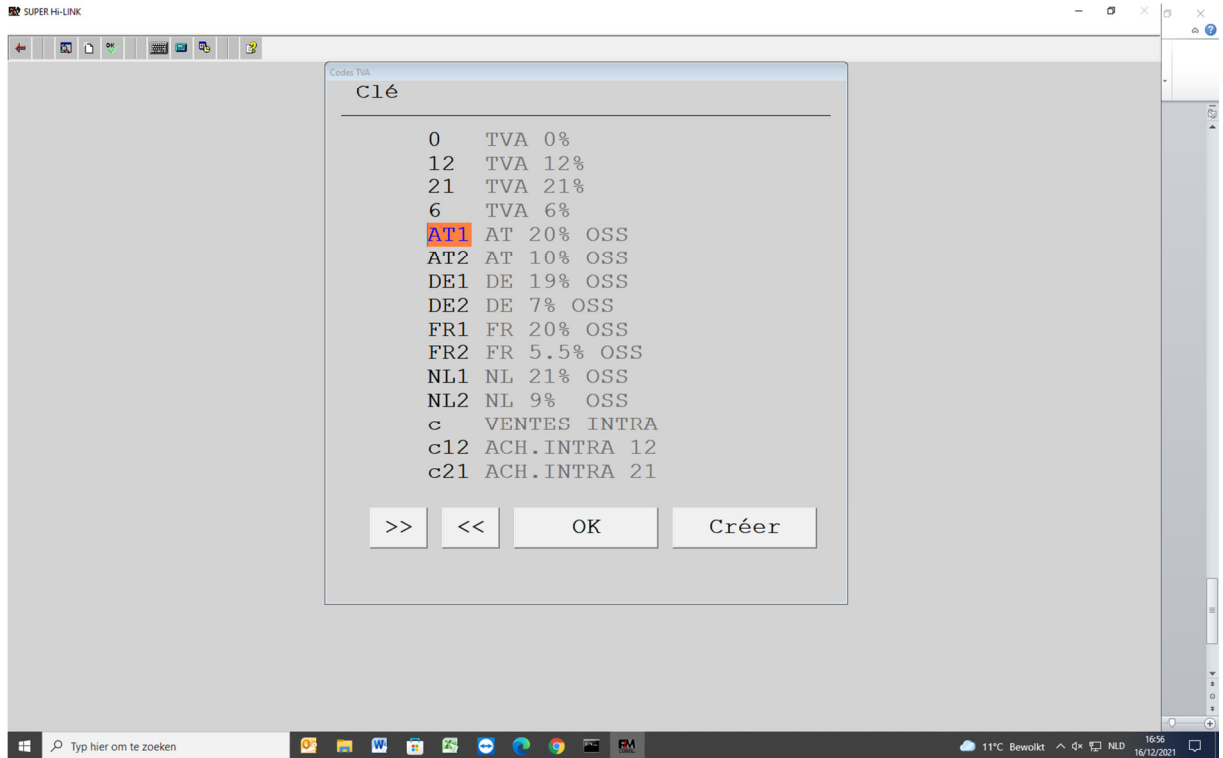 SUPER Hi-LINK
Codes TVA
Clé
0 TVA 0%
12 TVA 12%
21 TVA 21%
6 TVA 6%
AT1 AT 20% OSS
AT2 AT 10% OSS
DE1 DE 19% OSS
DE2 DE 7% OSS
FR1 FR 20% OSS
FR2 FR 5.5% OSS
NL1 NL 21% OSS
NL2 NL 9% OSS
c VENTES INTRA
c12 ACH.INTRA 12
c21 ACH.INTRA 21
>> << OK Créer
Typ hier om te zoeken
11°C Bewolkt NLD
16:56
16/12/2021